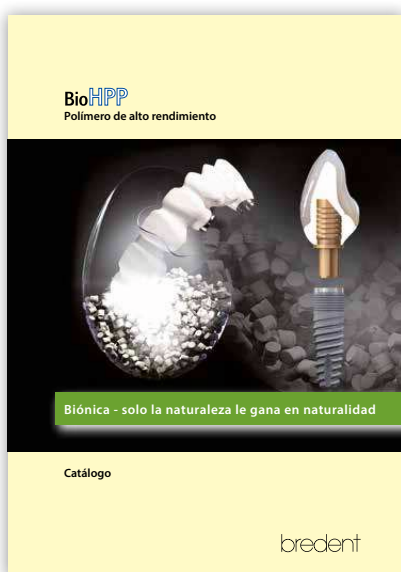 BioHPP
Polímero de alto rendimiento
Biónica - solo la naturaleza le gana en naturalidad
Catálogo
bredent